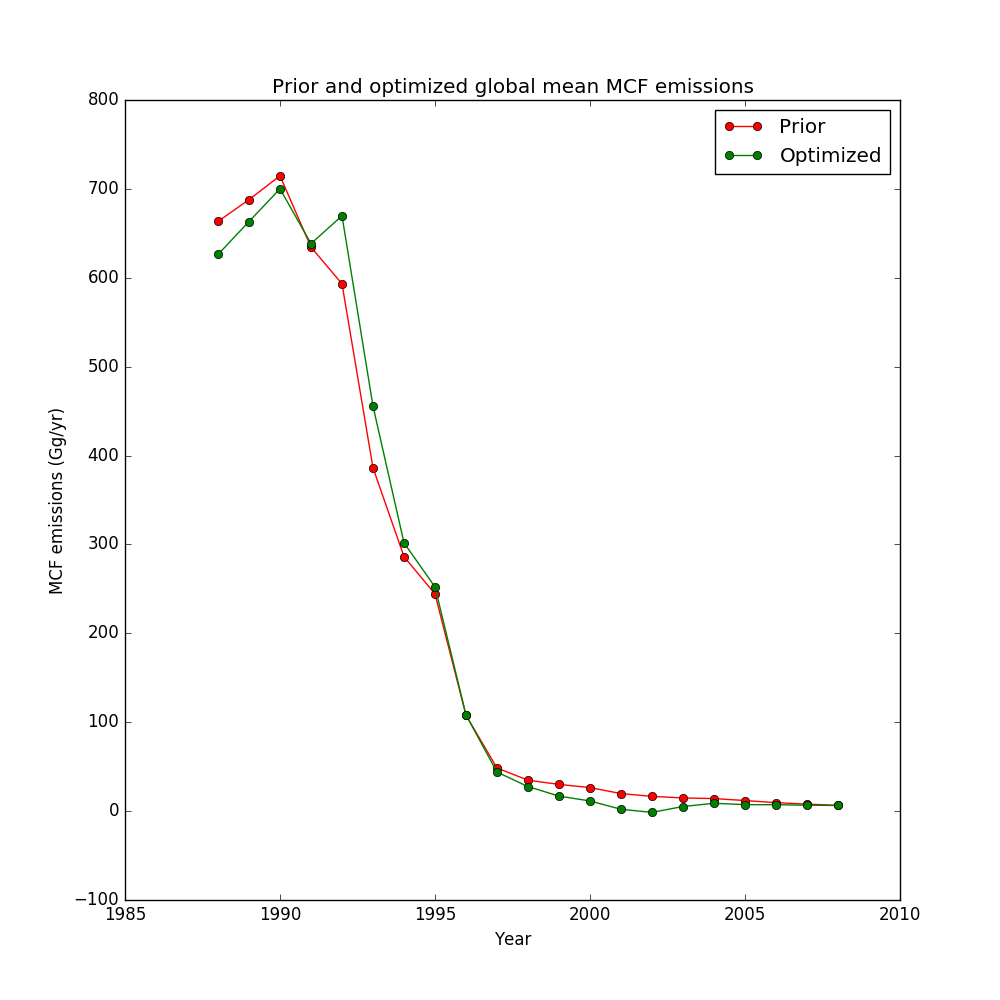 Prior and optimized global mean MCF emissions
800
700
600
500
400
300
200
100
0
−100
MCF emissions (Gg/yr)
Prior
Optimized
1985 1990 1995 2000 2005 2010
Year